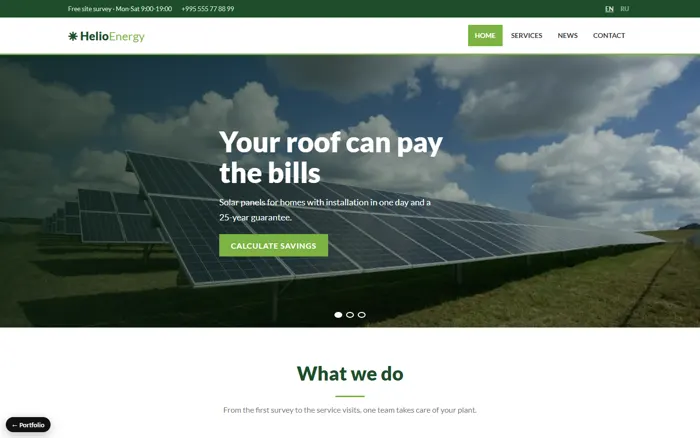 Free site survey · Mon-Sat 9:00-19:00 +995 555 77 88 99 EN RU
HelioEnergy HOME SERVICES NEWS CONTACT
Your roof can pay
the bills
Solar panels for homes with installation in one day and a
25-year guarantee.
CALCULATE SAVINGS
What we do
From the first survey to the service visits, one team takes care of your plant.
← Portfolio